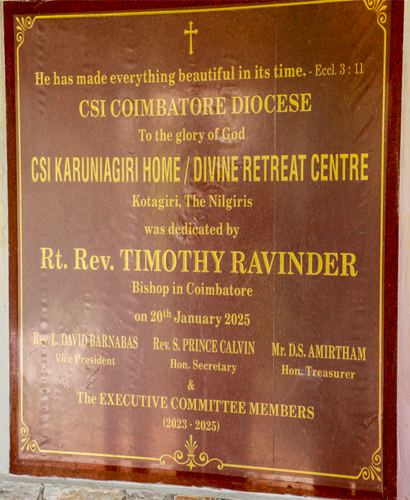 He has made everything beautiful in its time. - Eccl. 3 : 11
CSI COIMBATORE DIOCESE
To the glory of God
CSI KARUNIAGIRI HOME / DIVINE RETREAT CENTRE
Kotagiri, The Nilgiris
was dedicated by
Rt. Rev. TIMOTHY RAVINDER
Bishop in Coimbatore
on 20th January 2025
Rev. L. DAVID BARNABAS Rev. S. PRINCE CALVIN Mr. D.S. AMIRTHAM
Vice President Hon. Secretary Hon. Treasurer
&
The EXECUTIVE COMMITTEE MEMBERS
(2023 - 2025)